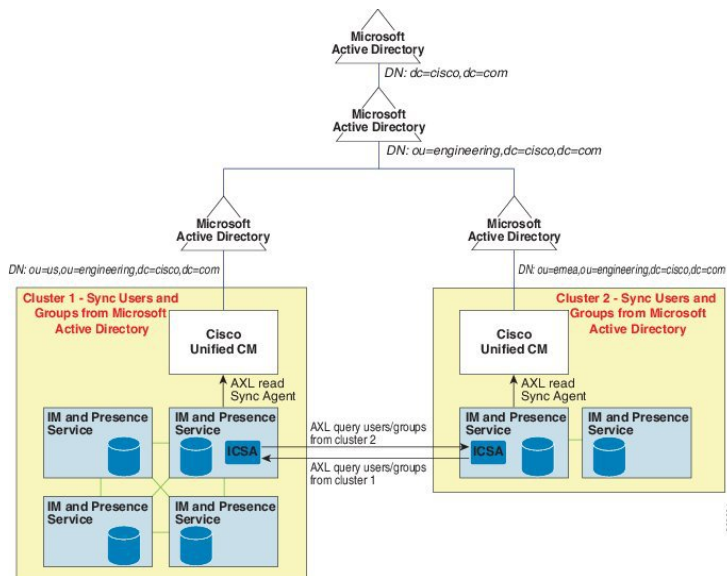 Microsoft
Active Directory
DN: dc=cisco,dc=com
Microsoft
Active Directory
DN: ou=engineering,dc=cisco,dc=com
Microsoft
Active Directory
DN: ou=us,ou=engineering,dc=cisco,dc=com
Microsoft
Active Directory
DN: ou=emea,ou=engineering,dc=cisco,dc=com
Cluster 1 - Sync Users and
Groups from Microsoft
Active Directory
Cisco
Unified CM
AXL read
Sync Agent
IM and Presence
Service
IM and Presence
Service
ICSA
IM and Presence
Service
IM and Presence
Service
AXL query users/groups
from cluster 2
AXL query users/groups
from cluster 1
Cluster 2 - Sync Users and
Groups from Microsoft
Active Directory
Cisco
Unified CM
AXL read
Sync Agent
IM and Presence
Service
ICSA
IM and Presence
Service